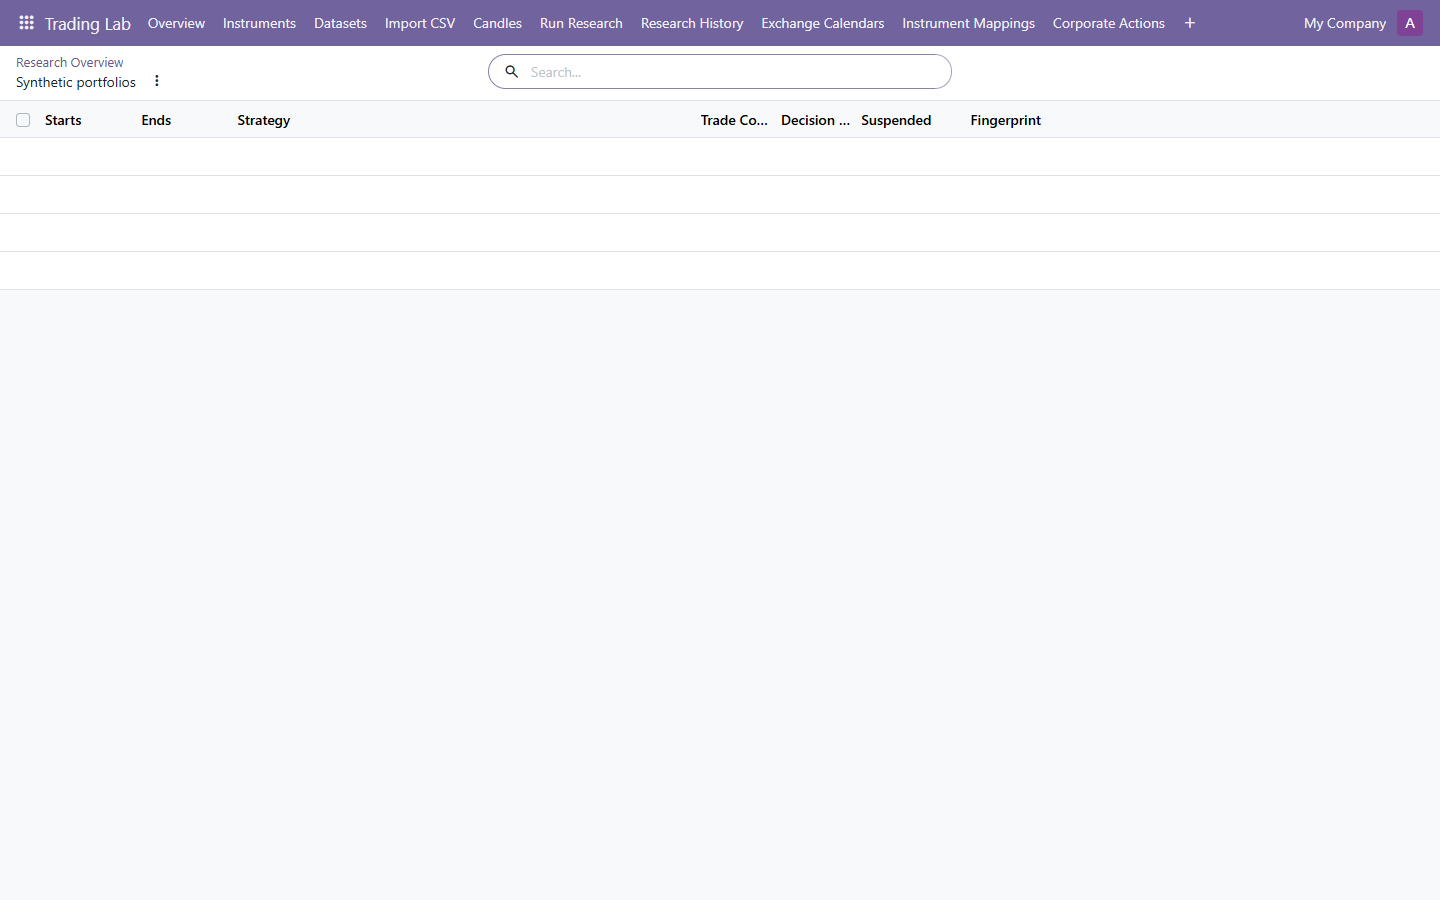 Trading Lab Overview Instruments Datasets Import CSV Candles Run Research Research History Exchange Calendars Instrument Mappings Corporate Actions + My Company A
Research Overview
Synthetic portfolios
Search...
Starts Ends Strategy Trade Co... Decision ... Suspended Fingerprint